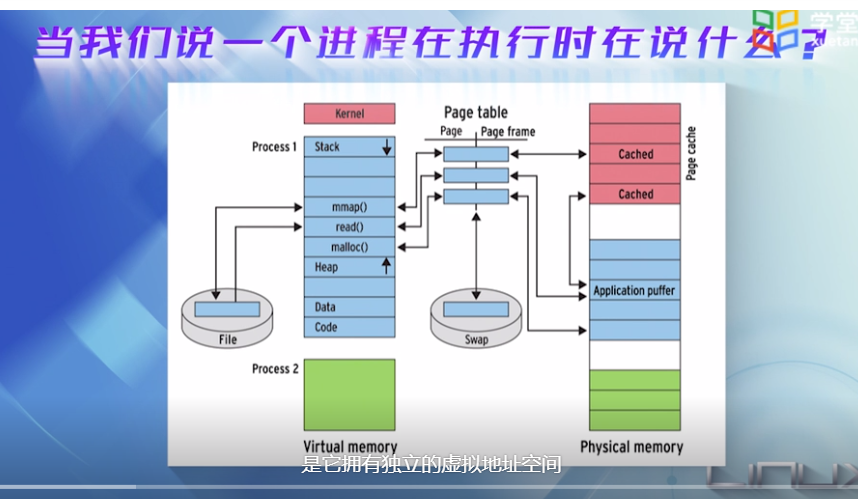 当我们说一个进程在执行时在说什么？
学堂
xuetan
Kernel
Page table
Page
Page frame
Process 1
Stack
mmap()
read()
malloc()
Heap
Data
Code
File
Swap
Cached
Cached
Page cache
Application puffer
Process 2
Virtual memory
Physical memory
是它拥有独立的虚拟地址空间